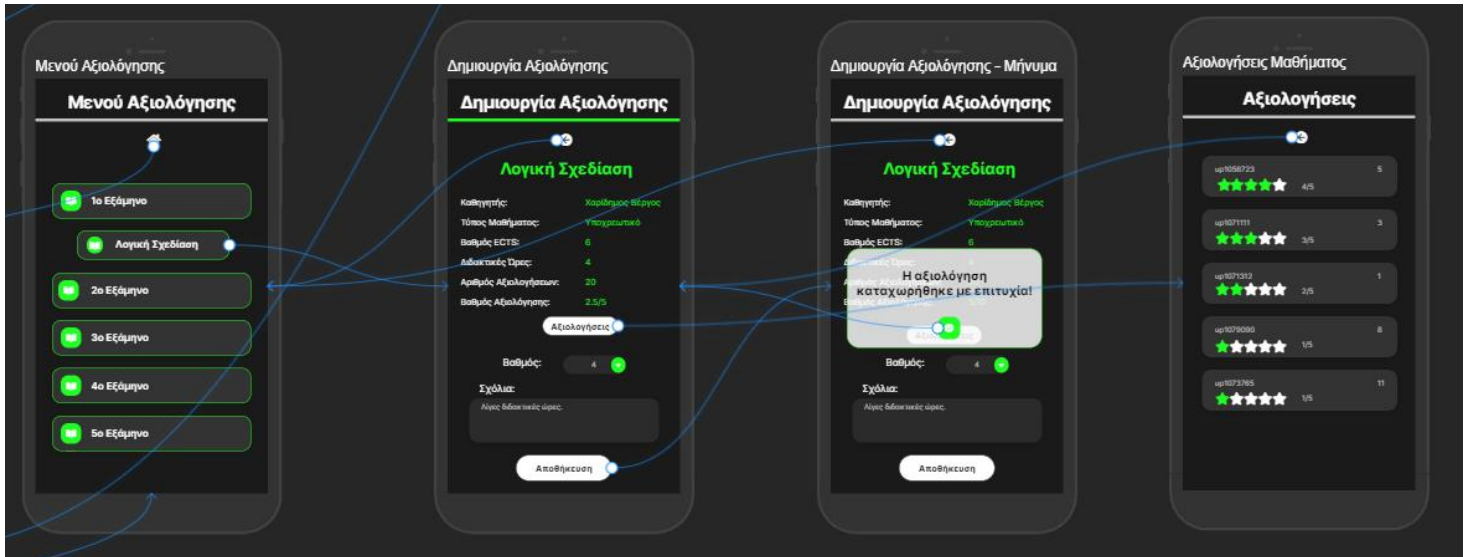 Μενού Αξιολόγησης
Μενού Αξιολόγησης
1ο Εξάμηνο
Λογική Σχεδίαση
2ο Εξάμηνο
3ο Εξάμηνο
4ο Εξάμηνο
5ο Εξάμηνο
Δημιουργία Αξιολόγησης
Δημιουργία Αξιολόγησης
Λογική Σχεδίαση
Καθηγητής: Χαρίδημος Βέργος
Τύπος Μαθήματος: Υποχρεωτικό
Βαθμός ECTS: 6
Διδακτικές Ώρες: 4
Αριθμός Αξιολογήσεων: 20
Βαθμός Αξιολόγησης: 2.5/5
Αξιολογήσεις
Βαθμός: 4
Σχόλια:
Λίγες διδακτικές ώρες.
Αποθήκευση
Δημιουργία Αξιολόγησης - Μήνυμα
Δημιουργία Αξιολόγησης
Λογική Σχεδίαση
Καθηγητής: Χαρίδημος Βέργος
Τύπος Μαθήματος: Υποχρεωτικό
Βαθμός ECTS: 6
Διδακτικές Ώρες:
Η αξιολόγηση
καταχωρήθηκε με επιτυχία!
Βαθμός: 4
Σχόλια:
Λίγες διδακτικές ώρες.
Αποθήκευση
Αξιολογήσεις Μαθήματος
Αξιολογήσεις
up1058723 5
4/5
up1071111 3
3/5
up1071312 1
2/5
up1079090 8
1/5
up1073765 11
1/5